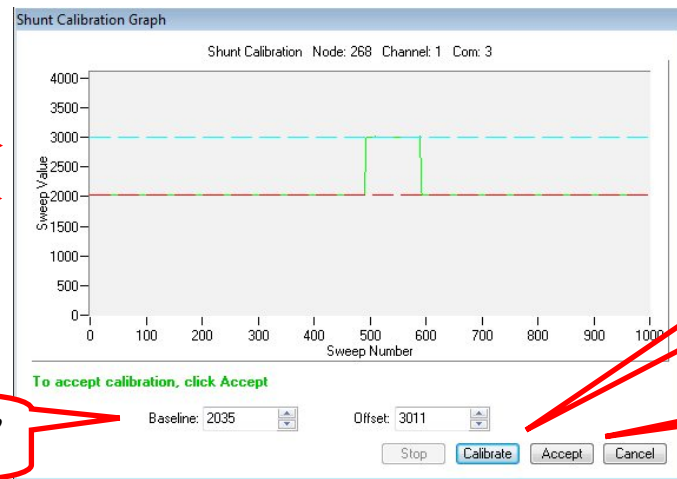 Shunt Calibration Graph
Shunt Calibration Node: 268 Channel: 1 Com: 3
4000
3500
3000
2500
2000
1500
1000
500
0
Sweep Value
0 100 200 300 400 500 600 700 800 900 1000
Sweep Number
To accept calibration, click Accept
Baseline: 2035 Offset: 3011
Stop Calibrate Accept Cancel